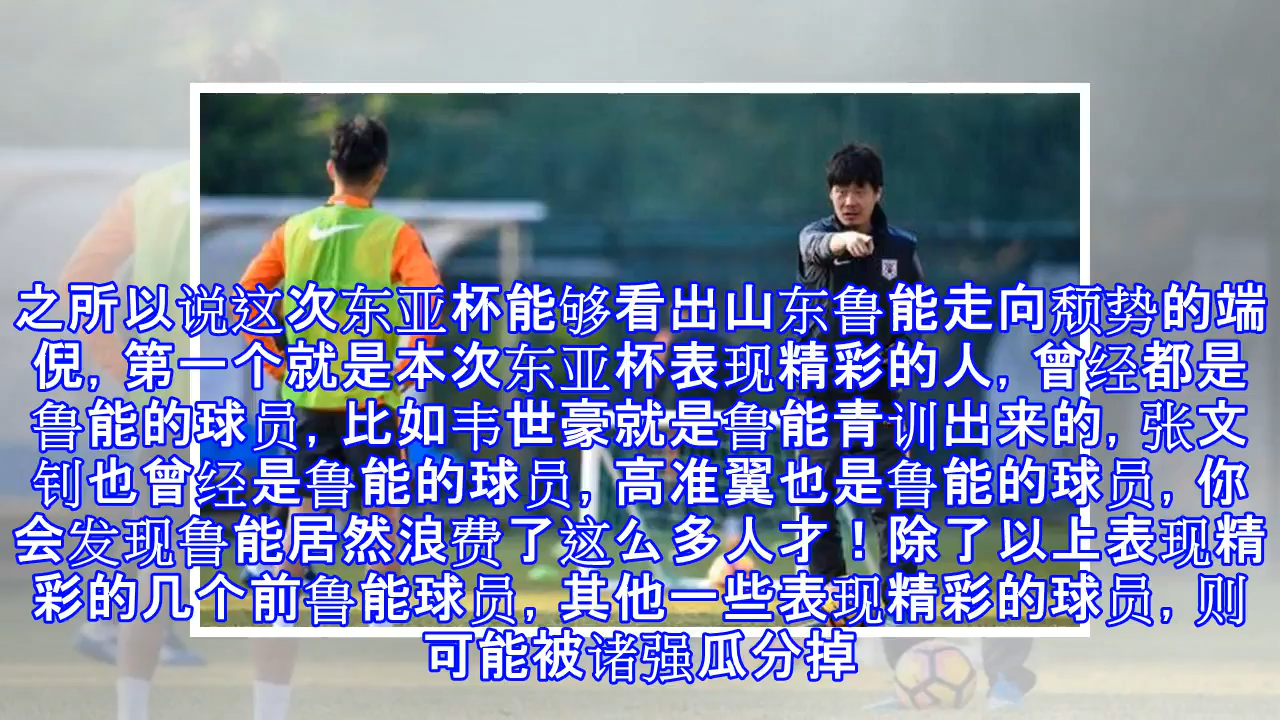 之所以说这次东亚杯能够看出山东鲁能走向颓势的端
倪, 第一个就是本次东亚杯表现精彩的人, 曾经都是
鲁能的球员, 比如韦世豪就是鲁能青训出来的, 张文
钊也曾经是鲁能的球员, 高准翼也是鲁能的球员, 你
会发现鲁能居然浪费了这么多人才！除了以上表现精
彩的几个前鲁能球员, 其他一些表现精彩的球员, 则
可能被诸强瓜分掉